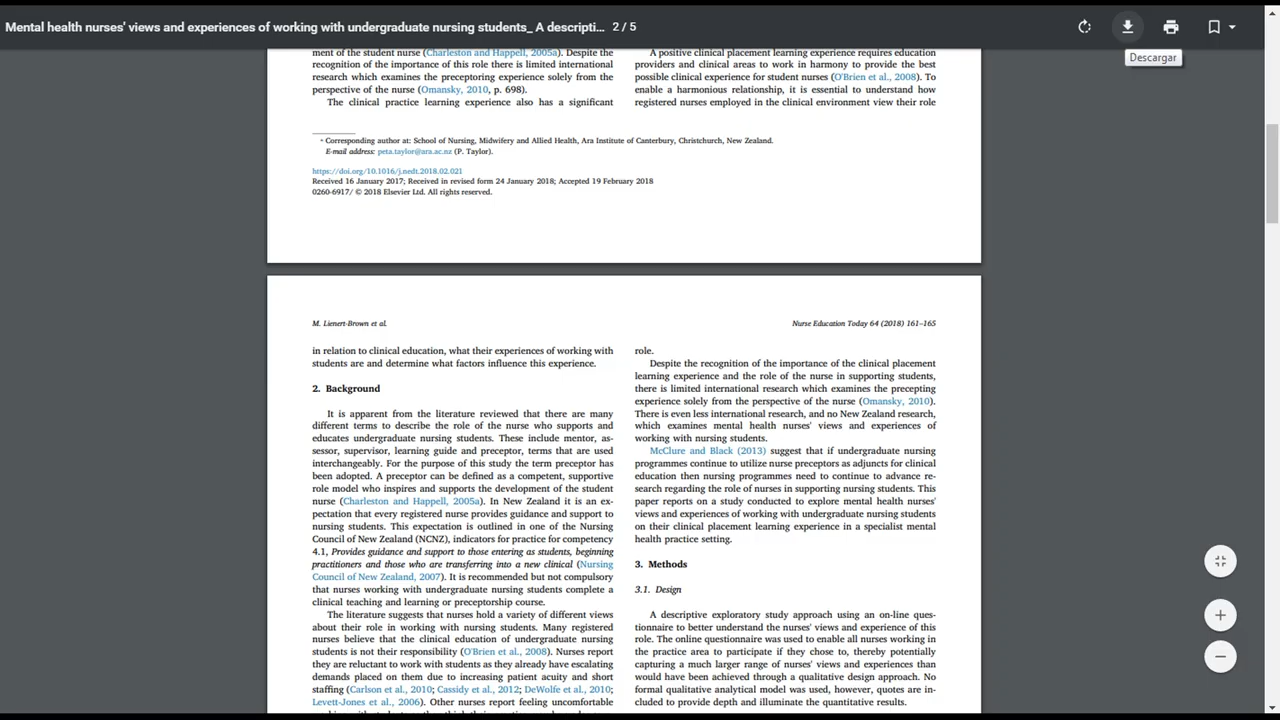 Mental health nurses' views and experiences of working with undergraduate nursing students_ A descripti... 2 / 5
Descargar
ment of the student nurse (Charleston and Happell, 2005a). Despite the
recognition of the importance of this role there is limited international
research which examines the preceptoring experience solely from the
perspective of the nurse (Omansky, 2010, p. 698).
The clinical practice learning experience also has a significant
A positive clinical placement learning experience requires education
providers and clinical areas to work in harmony to provide the best
possible clinical experience for student nurses (O'Brien et al., 2008). To
enable a harmonious relationship, it is essential to understand how
registered nurses employed in the clinical environment view their role
* Corresponding author at: School of Nursing, Midwifery and Allied Health, Ara Institute of Canterbury, Christchurch, New Zealand.
E-mail address: peta.taylor@ara.ac.nz (P. Taylor).
https://doi.org/10.1016/j.nedt.2018.02.021
Received 16 January 2017; Received in revised form 24 January 2018; Accepted 19 February 2018
0260-6917/ © 2018 Elsevier Ltd. All rights reserved.
M. Lienert-Brown et al.
Nurse Education Today 64 (2018) 161–165
in relation to clinical education, what their experiences of working with
students are and determine what factors influence this experience.
2. Background
It is apparent from the literature reviewed that there are many
different terms to describe the role of the nurse who supports and
educates undergraduate nursing students. These include mentor, as-
sessor, supervisor, learning guide and preceptor, terms that are used
interchangeably. For the purpose of this study the term preceptor has
been adopted. A preceptor can be defined as a competent, supportive
role model who inspires and supports the development of the student
nurse (Charleston and Happell, 2005a). In New Zealand it is an ex-
pectation that every registered nurse provides guidance and support to
nursing students. This expectation is outlined in one of the Nursing
Council of New Zealand (NCNZ), indicators for practice for competency
4.1, Provides guidance and support to those entering as students, beginning
practitioners and those who are transferring into a new clinical (Nursing
Council of New Zealand, 2007). It is recommended but not compulsory
that nurses working with undergraduate nursing students complete a
clinical teaching and learning or preceptorship course.
The literature suggests that nurses hold a variety of different views
about their role in working with nursing students. Many registered
nurses believe that the clinical education of undergraduate nursing
students is not their responsibility (O'Brien et al., 2008). Nurses report
they are reluctant to work with students as they already have escalating
demands placed on them due to increasing patient acuity and short
staffing (Carlson et al., 2010; Cassidy et al., 2012; DeWolfe et al., 2010;
Levett-Jones et al., 2006). Other nurses report feeling uncomfortable
role.
Despite the recognition of the importance of the clinical placement
learning experience and the role of the nurse in supporting students,
there is limited international research which examines the precepting
experience solely from the perspective of the nurse (Omansky, 2010).
There is even less international research, and no New Zealand research,
which examines mental health nurses' views and experiences of
working with nursing students.
McClure and Black (2013) suggest that if undergraduate nursing
programmes continue to utilize nurse preceptors as adjuncts for clinical
education then nursing programmes need to continue to advance re-
search regarding the role of nurses in supporting nursing students. This
paper reports on a study conducted to explore mental health nurses'
views and experiences of working with undergraduate nursing students
on their clinical placement learning experience in a specialist mental
health practice setting.
3. Methods
3.1. Design
A descriptive exploratory study approach using an on-line ques-
tionnaire to better understand the nurses' views and experience of this
role. The online questionnaire was used to enable all nurses working in
the practice area to participate if they chose to, thereby potentially
capturing a much larger range of nurses' views and experiences than
would have been achieved through a qualitative design approach. No
formal qualitative analytical model was used, however, quotes are in-
cluded to provide depth and illuminate the quantitative results.